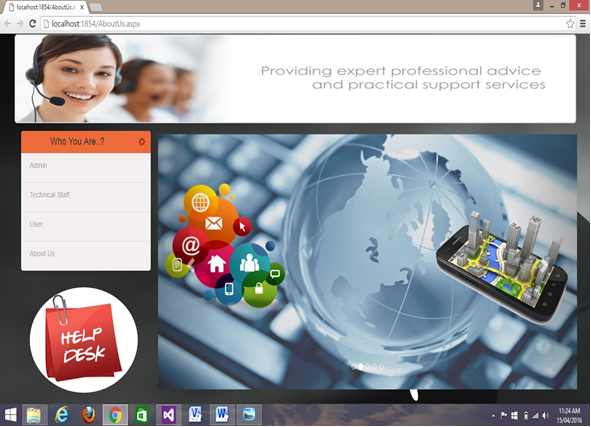 localhost:1854/AboutUs.aspx
localhost:1854/AboutUs.aspx
Providing expert professional advice
and practical support services
Who You Are..?
Admin
Technical Staff
User
About Us
HELP
DESK
11:24 AM
15/04/2016